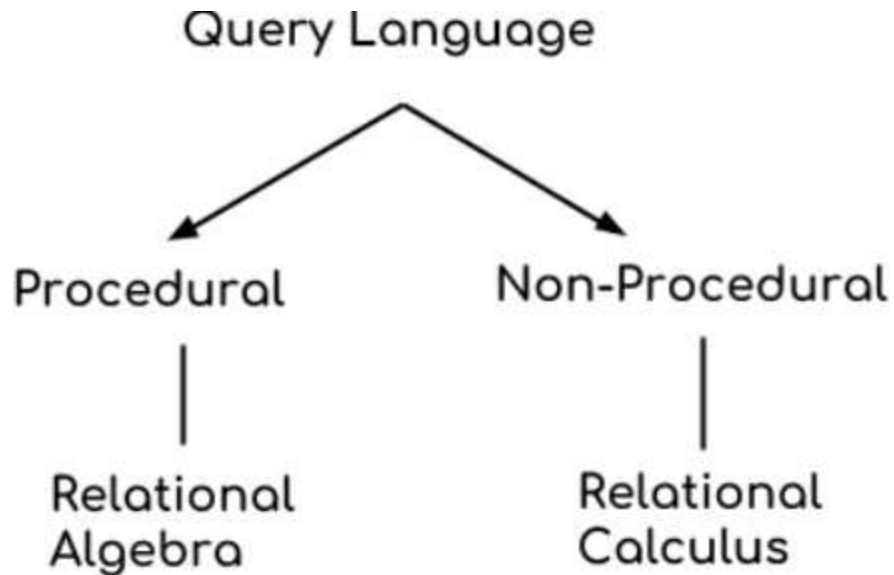 Query Language
Procedural
Non-Procedural
Relational
Algebra
Relational
Calculus